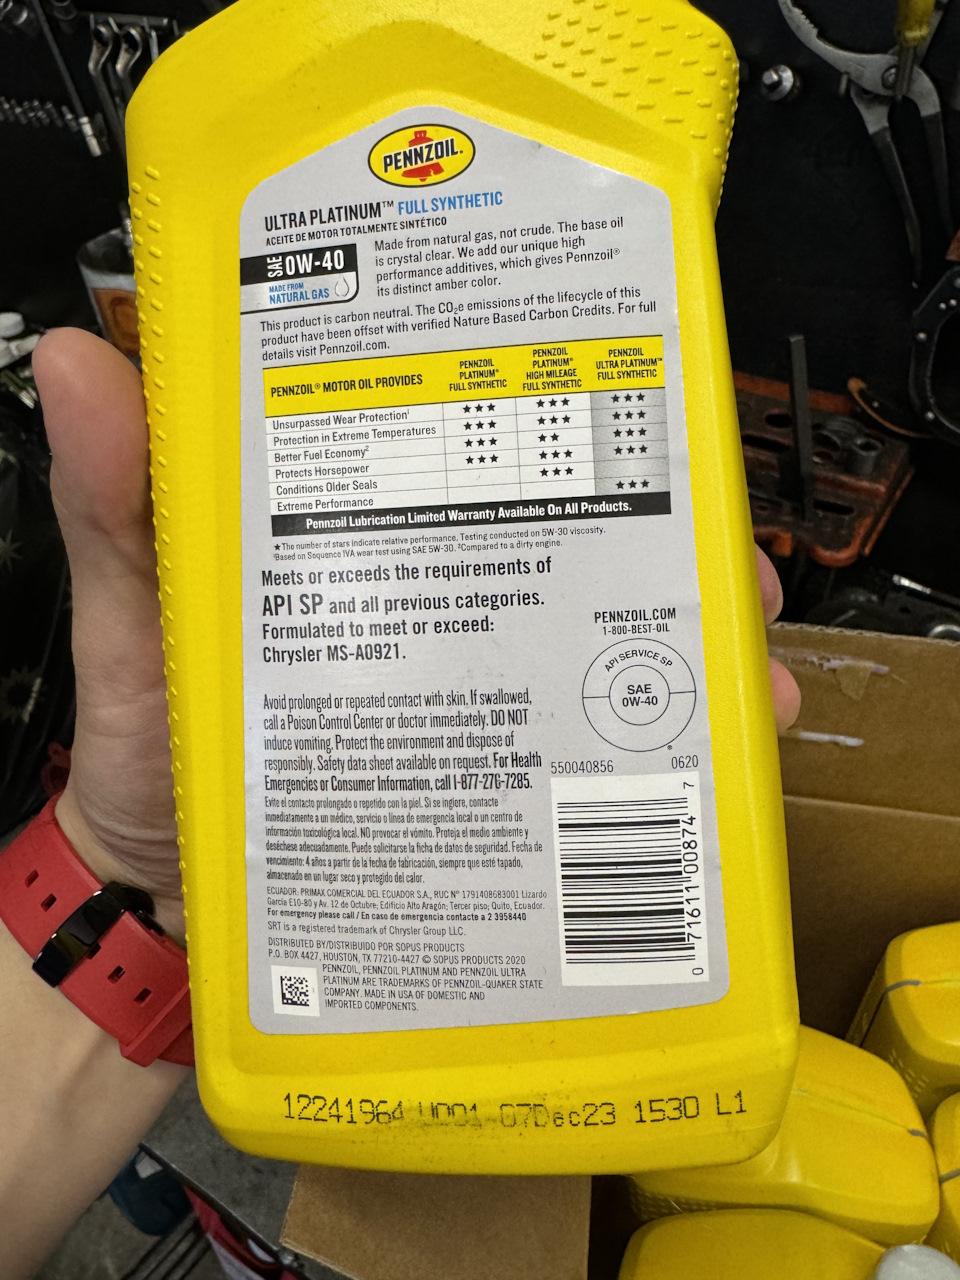 PENNZOIL.
ULTRA PLATINUM™ FULL SYNTHETIC
ACEITE DE MOTOR TOTALMENTE SINTÉTICO
SAE 0W-40
MADE FROM
NATURAL GAS
Made from natural gas, not crude. The base oil
is crystal clear. We add our unique high
performance additives, which gives Pennzoil®
its distinct amber color.
This product is carbon neutral. The CO₂e emissions of the lifecycle of this
product have been offset with verified Nature Based Carbon Credits. For full
details visit Pennzoil.com.
PENNZOIL® MOTOR OIL PROVIDES
PENNZOIL
PLATINUM®
FULL SYNTHETIC
PENNZOIL
PLATINUM®
HIGH MILEAGE
FULL SYNTHETIC
PENNZOIL
ULTRA PLATINUM™
FULL SYNTHETIC
Unsurpassed Wear Protection¹ ★★★ ★★★ ★★★
Protection in Extreme Temperatures ★★★ ★★★ ★★★
Better Fuel Economy² ★★★ ★★ ★★★
Protects Horsepower ★★★ ★★★ ★★★
Conditions Older Seals ★★★
Extreme Performance ★★★
Pennzoil Lubrication Limited Warranty Available On All Products.
★The number of stars indicate relative performance. Testing conducted on 5W-30 viscosity.
¹Based on Sequence IVA wear test using SAE 5W-30. ²Compared to a dirty engine.
Meets or exceeds the requirements of
API SP and all previous categories.
Formulated to meet or exceed:
Chrysler MS-A0921.
PENNZOIL.COM
1-800-BEST-OIL
API SERVICE SP
SAE
0W-40
®
Avoid prolonged or repeated contact with skin. If swallowed,
call a Poison Control Center or doctor immediately. DO NOT
induce vomiting. Protect the environment and dispose of
responsibly. Safety data sheet available on request. For Health
Emergencies or Consumer Information, call 1-877-276-7285.
Evite el contacto prolongado o repetido con la piel. Si se ingiere, contacte
inmediatamente a un médico, servicio o línea de emergencia local o un centro de
información toxicológica local. NO provocar el vómito. Proteja el medio ambiente y
deséchese adecuadamente. Puede solicitarse la ficha de datos de seguridad. Fecha de
vencimiento: 4 años a partir de la fecha de fabricación, siempre que esté tapado,
almacenado en un lugar seco y protegido del calor.
ECUADOR: PRIMAX COMERCIAL DEL ECUADOR S.A., RUC N° 1791408683001 Lizardo
García E10-80 y Av. 12 de Octubre; Edificio Alto Aragón; Tercer piso; Quito, Ecuador.
For emergency please call / En caso de emergencia contacte a 2 3958440
SRT is a registered trademark of Chrysler Group LLC.
DISTRIBUTED BY/DISTRIBUIDO POR SOPUS PRODUCTS
P.O. BOX 4427, HOUSTON, TX 77210-4427 © SOPUS PRODUCTS 2020
PENNZOIL, PENNZOIL PLATINUM AND PENNZOIL ULTRA
PLATINUM ARE TRADEMARKS OF PENNZOIL-QUAKER STATE
COMPANY. MADE IN USA OF DOMESTIC AND
IMPORTED COMPONENTS.
550040856 0620
0 71611 00874 7
12241964 U001 07Dec23 1530 L1